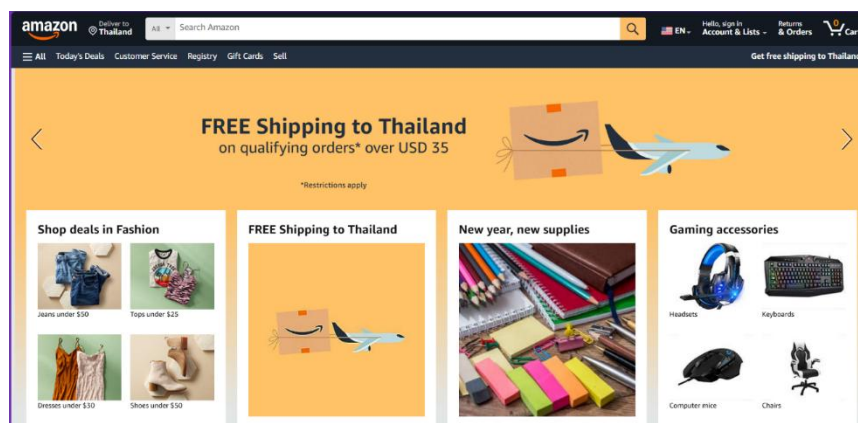 amazon
Deliver to
Thailand
All
Search Amazon
EN
Hello, sign in
Account & Lists
Returns
& Orders
0
Car
All
Today's Deals
Customer Service
Registry
Gift Cards
Sell
Get free shipping to Thailand
FREE Shipping to Thailand
on qualifying orders* over USD 35
*Restrictions apply
Shop deals in Fashion
Jeans under $50
Tops under $25
Dresses under $30
Shoes under $50
FREE Shipping to Thailand
New year, new supplies
Gaming accessories
Headsets
Keyboards
Computer mice
Chairs